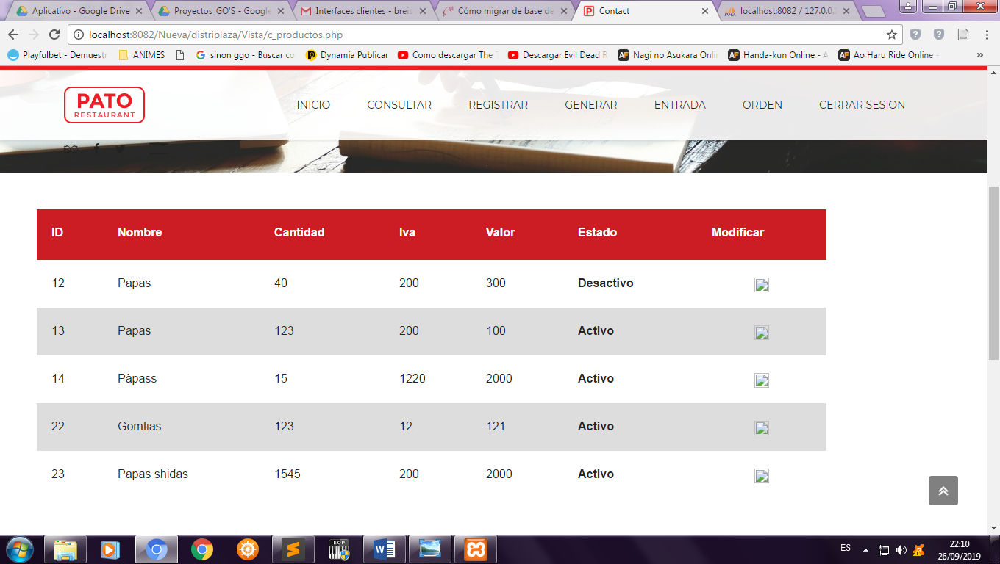 Aplicativo - Google Drive
Proyectos_GO'S - Google
Interfaces clientes - breis
Cómo migrar de base de
Contact
localhost:8082 / 127.0.0.
localhost:8082/Nueva/distriplaza/Vista/c_productos.php
Playfulbet - Demuestr
ANIMES
sinon ggo - Buscar co
Dynamia Publicar
Como descargar The
Descargar Evil Dead R
Nagi no Asukara Onli
Handa-kun Online - A
Ao Haru Ride Online -
PATO
RESTAURANT
INICIO
CONSULTAR
REGISTRAR
GENERAR
ENTRADA
ORDEN
CERRAR SESION
ID Nombre Cantidad Iva Valor Estado Modificar
12 Papas 40 200 300 Desactivo
13 Papas 123 200 100 Activo
14 Pàpass 15 1220 2000 Activo
22 Gomtias 123 12 121 Activo
23 Papas shidas 1545 200 2000 Activo
EOP
ES
22:10
26/09/2019